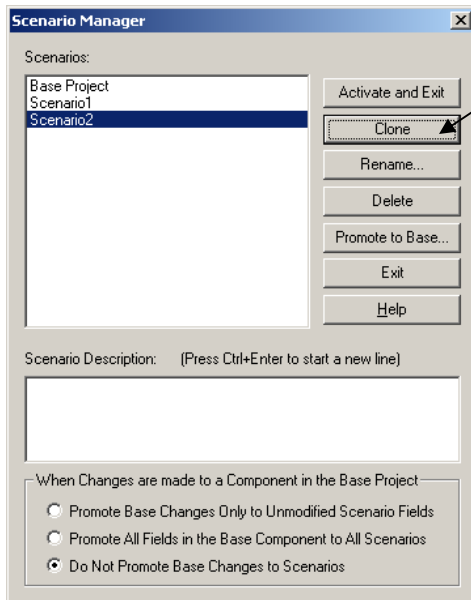 Scenario Manager
Scenarios:
Base Project
Scenario1
Scenario2
Activate and Exit
Clone
Rename...
Delete
Promote to Base...
Exit
Help
Scenario Description: (Press Ctrl+Enter to start a new line)
When Changes are made to a Component in the Base Project
Promote Base Changes Only to Unmodified Scenario Fields
Promote All Fields in the Base Component to All Scenarios
Do Not Promote Base Changes to Scenarios